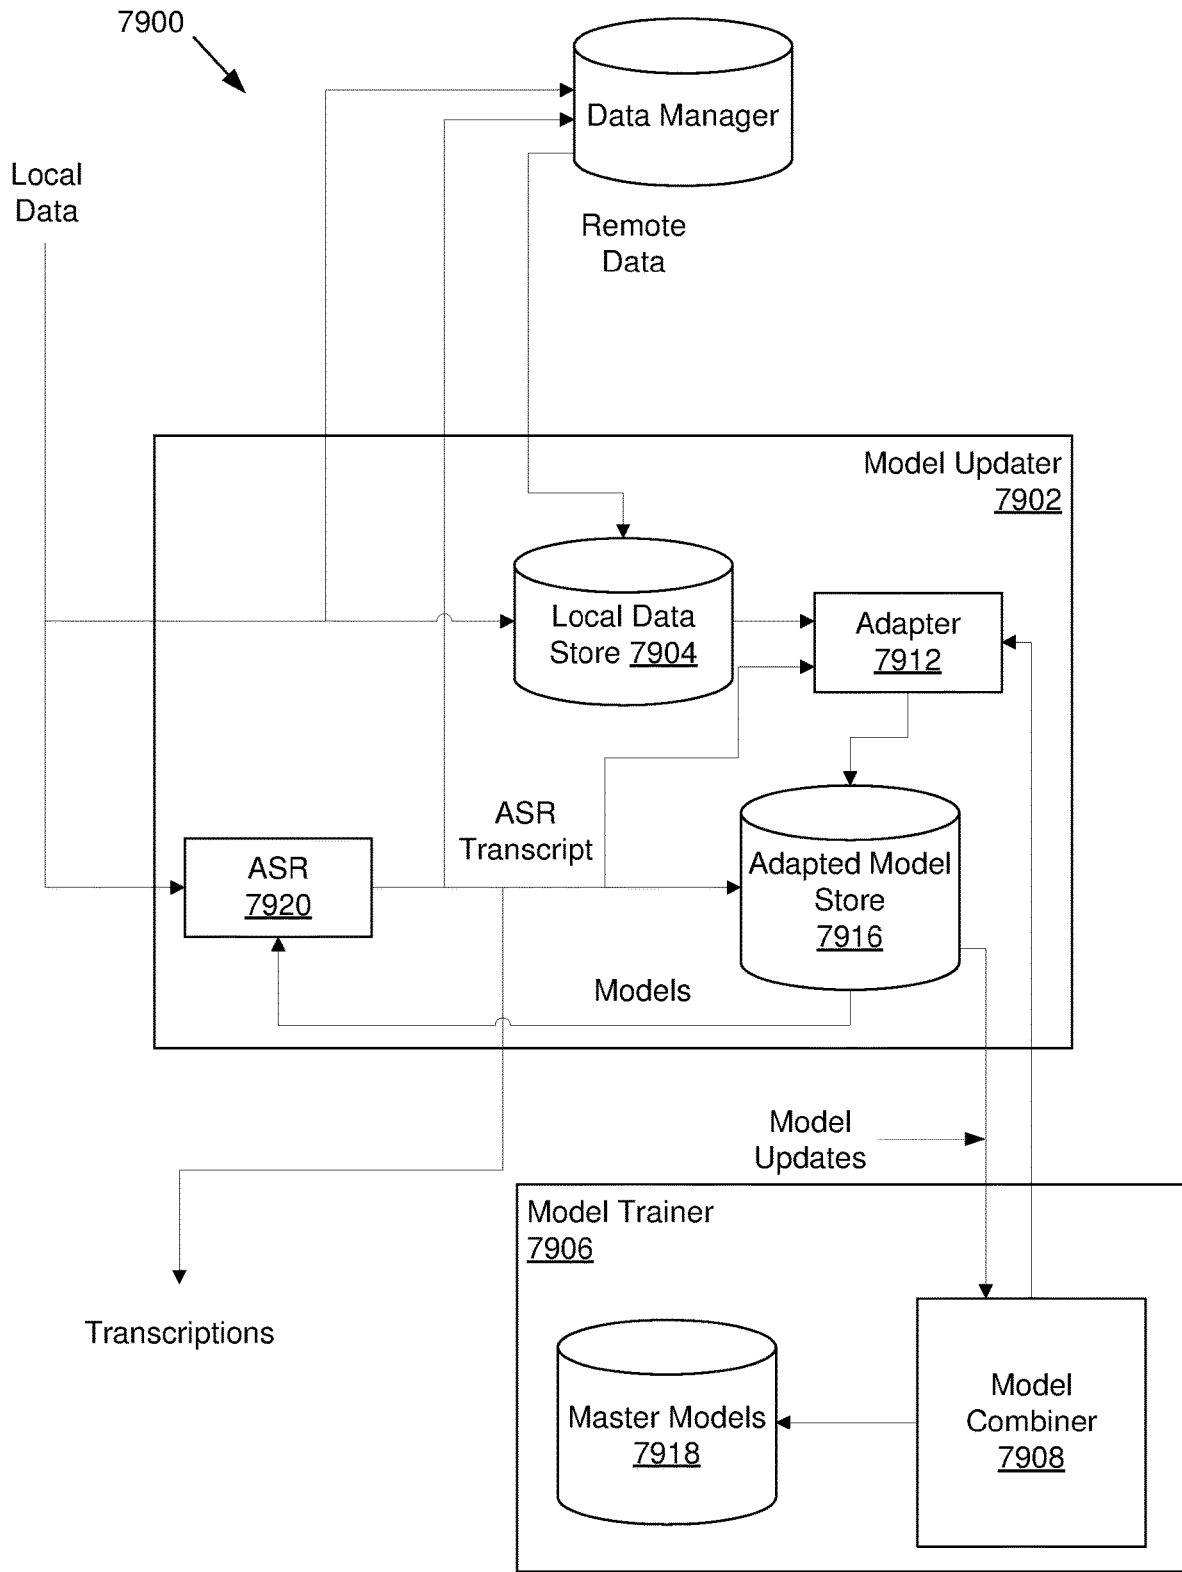 7900
Data Manager
Local
Data
Remote
Data
Model Updater
7902
Local Data
Store 7904
Adapter
7912
ASR
Transcript
ASR
7920
Adapted Model
Store
7916
Models
Model
Updates
Model Trainer
7906
Transcriptions
Master Models
7918
Model
Combiner
7908